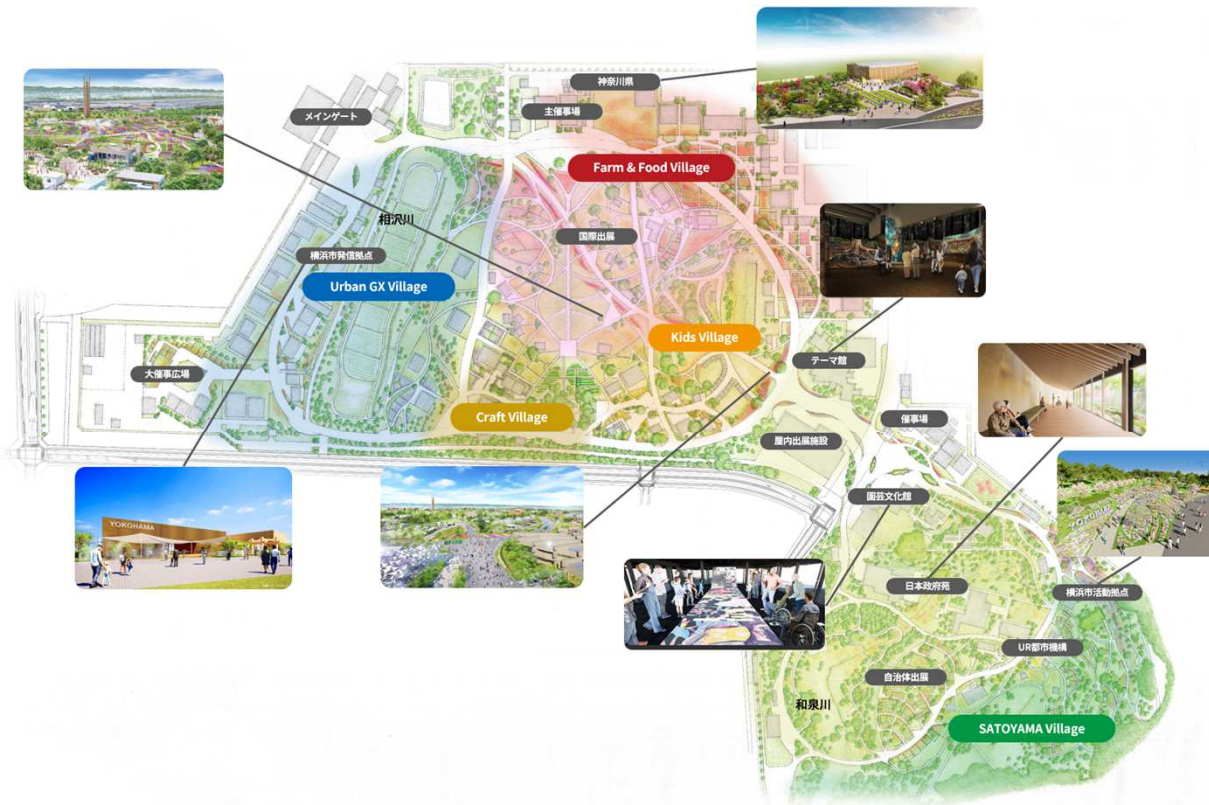 神奈川県
メインゲート
主催事場
Farm & Food Village
相沢川
国際出展
横浜市発信拠点
Urban GX Village
Kids Village
テーマ館
大催事広場
Craft Village
催事場
屋内出展施設
園芸文化館
YOKOHAMA
YOKOHAMA
日本政府苑
横浜市活動拠点
UR都市機構
自治体出展
和泉川
SATOYAMA Village